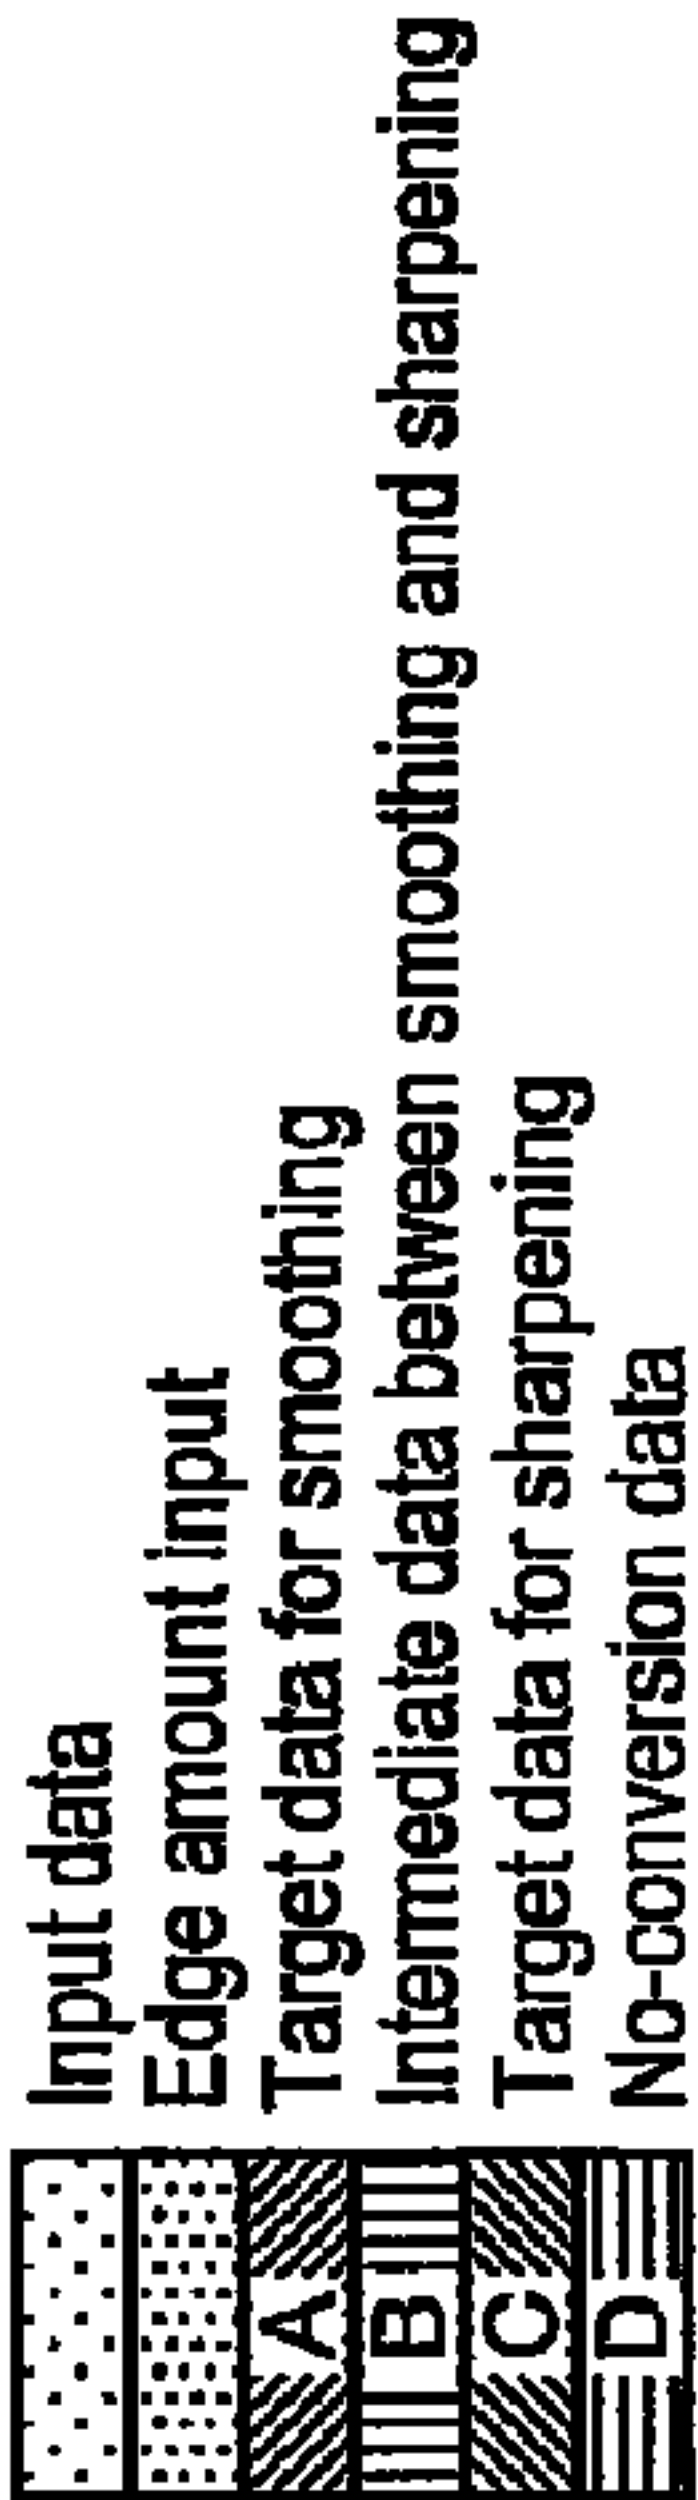 Input data
Edge amount input
A Target data for smoothing
B Intermediate data between smoothing and sharpening
C Target data for sharpening
D No-conversion data